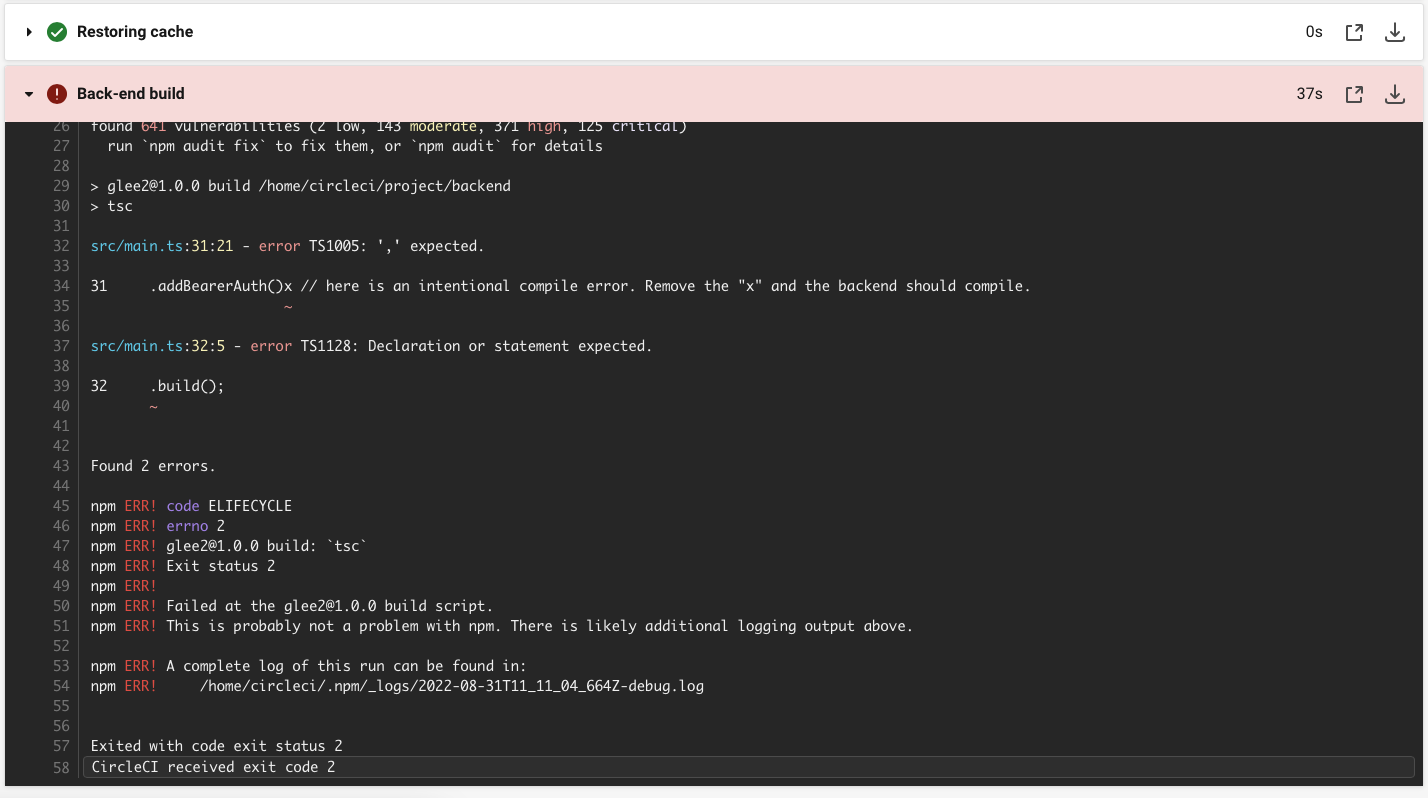 Restoring cache 0s
Back-end build 37s
26 found 641 vulnerabilities (2 low, 143 moderate, 371 high, 125 critical)
27 run `npm audit fix` to fix them, or `npm audit` for details
28
29 > glee2@1.0.0 build /home/circleci/project/backend
30 > tsc
31
32 src/main.ts:31:21 - error TS1005: ',' expected.
33
34 31     .addBearerAuth()x // here is an intentional compile error. Remove the "x" and the backend should compile.
35 ~
36
37 src/main.ts:32:5 - error TS1128: Declaration or statement expected.
38
39 32     .build();
40 ~
41
42
43 Found 2 errors.
44
45 npm ERR! code ELIFECYCLE
46 npm ERR! errno 2
47 npm ERR! glee2@1.0.0 build: `tsc`
48 npm ERR! Exit status 2
49 npm ERR!
50 npm ERR! Failed at the glee2@1.0.0 build script.
51 npm ERR! This is probably not a problem with npm. There is likely additional logging output above.
52
53 npm ERR! A complete log of this run can be found in:
54 npm ERR!     /home/circleci/.npm/_logs/2022-08-31T11_11_04_664Z-debug.log
55
56
57 Exited with code exit status 2
58 CircleCI received exit code 2